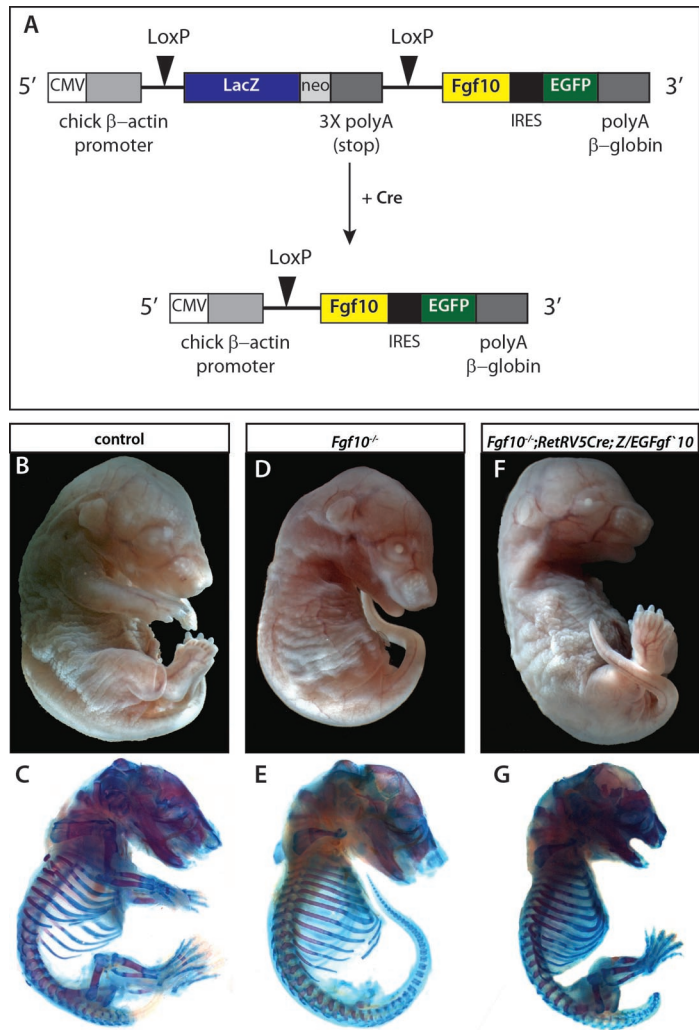 A
LoxP LoxP
5′ CMV LacZ neo Fgf10 EGFP 3′
chick β–actin promoter
3X polyA (stop)
IRES
polyA β–globin
+ Cre
LoxP
5′ CMV Fgf10 EGFP 3′
chick β–actin promoter
IRES
polyA β–globin
control
Fgf10-/-
Fgf10-/-;RetRV5Cre; Z/EGFgf`10
B
D
F
C
E
G